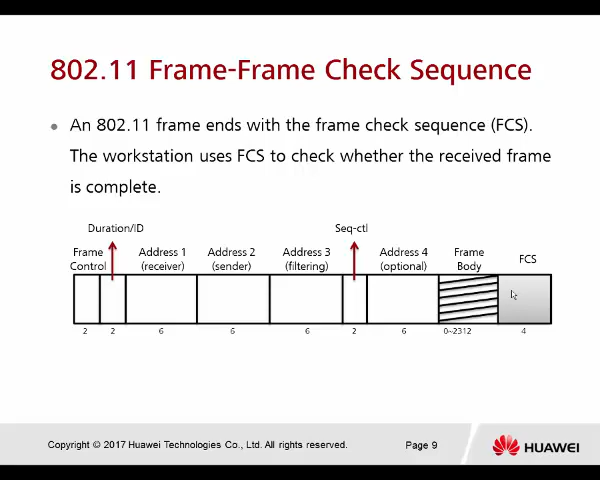 802.11 Frame-Frame Check Sequence
An 802.11 frame ends with the frame check sequence (FCS).
The workstation uses FCS to check whether the received frame
is complete.
Duration/ID
Seq-ctl
Frame
Control
Address 1
(receiver)
Address 2
(sender)
Address 3
(filtering)
Address 4
(optional)
Frame
Body
FCS
2 2 6 6 6 2 6 0~2312 4
Copyright © 2017 Huawei Technologies Co., Ltd. All rights reserved.
Page 9
HUAWEI